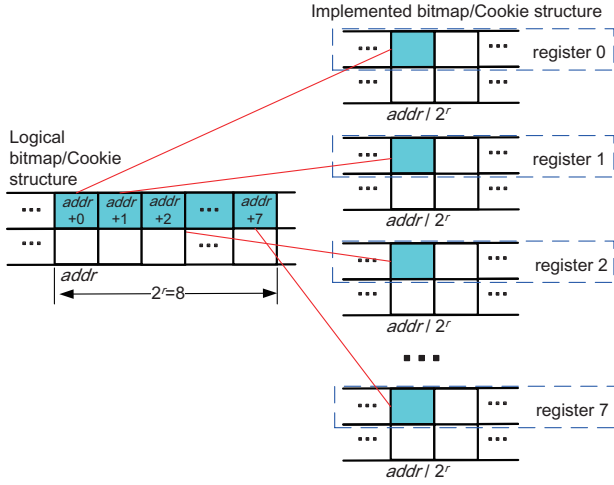 Implemented bitmap/Cookie structure
... ... register 0
... ...
addr / 2^r
Logical
bitmap/Cookie
structure
... ... register 1
... ...
addr / 2^r
... addr +0 addr +1 addr +2 ... addr +7
... ...
addr
2^r=8
... ... register 2
... ...
addr / 2^r
...
... ... register 7
... ...
addr / 2^r